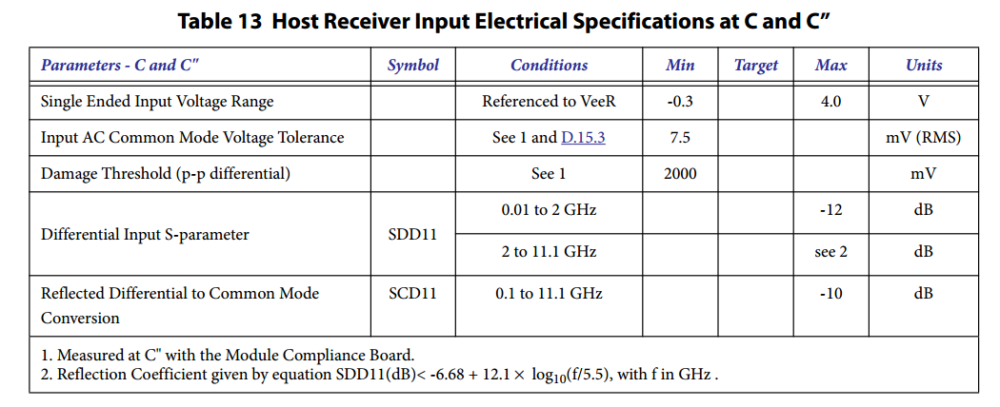 Table 13 Host Receiver Input Electrical Specifications at C and C”
Parameters - C and C" Symbol Conditions Min Target Max Units
Single Ended Input Voltage Range Referenced to VeeR -0.3 4.0 V
Input AC Common Mode Voltage Tolerance See 1 and D.15.3 7.5 mV (RMS)
Damage Threshold (p-p differential) See 1 2000 mV
Differential Input S-parameter SDD11 0.01 to 2 GHz -12 dB
2 to 11.1 GHz see 2 dB
Reflected Differential to Common Mode SCD11 0.1 to 11.1 GHz -10 dB
Conversion
1. Measured at C" with the Module Compliance Board.
2. Reflection Coefficient given by equation SDD11(dB)< -6.68 + 12.1 × log10(f/5.5), with f in GHz .